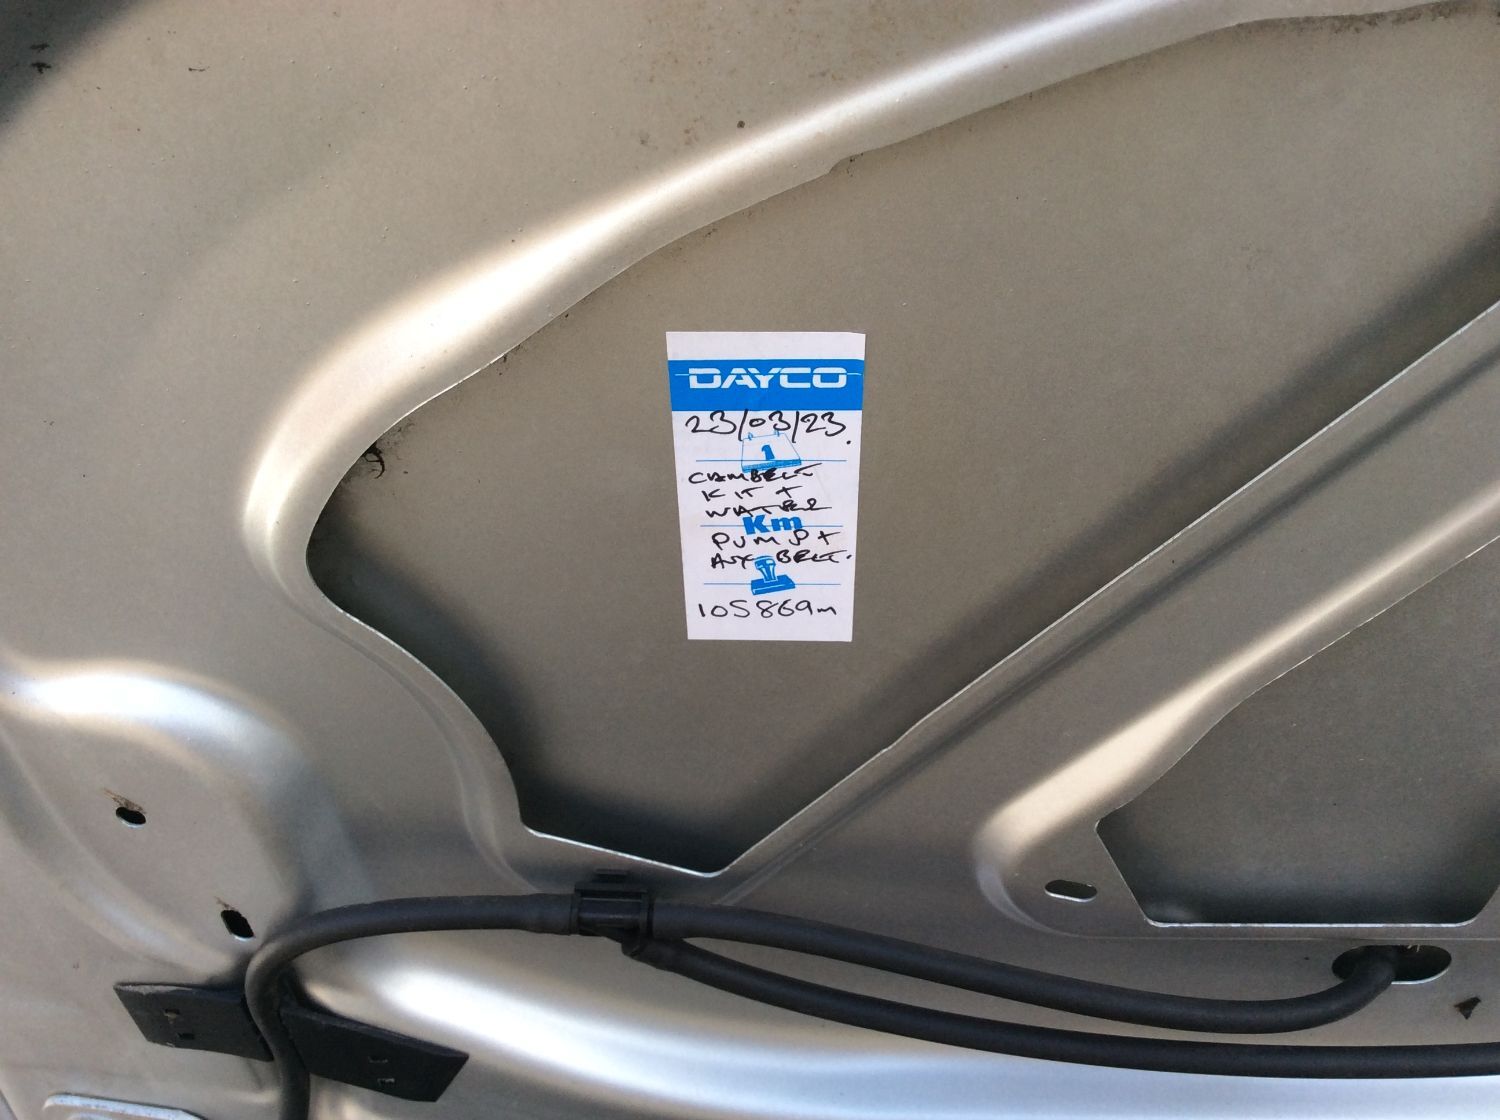 DAYCO
23/03/23.
1
CAMBELT
KIT +
WATER
Km
PUMP +
AUX BELT.
105869m